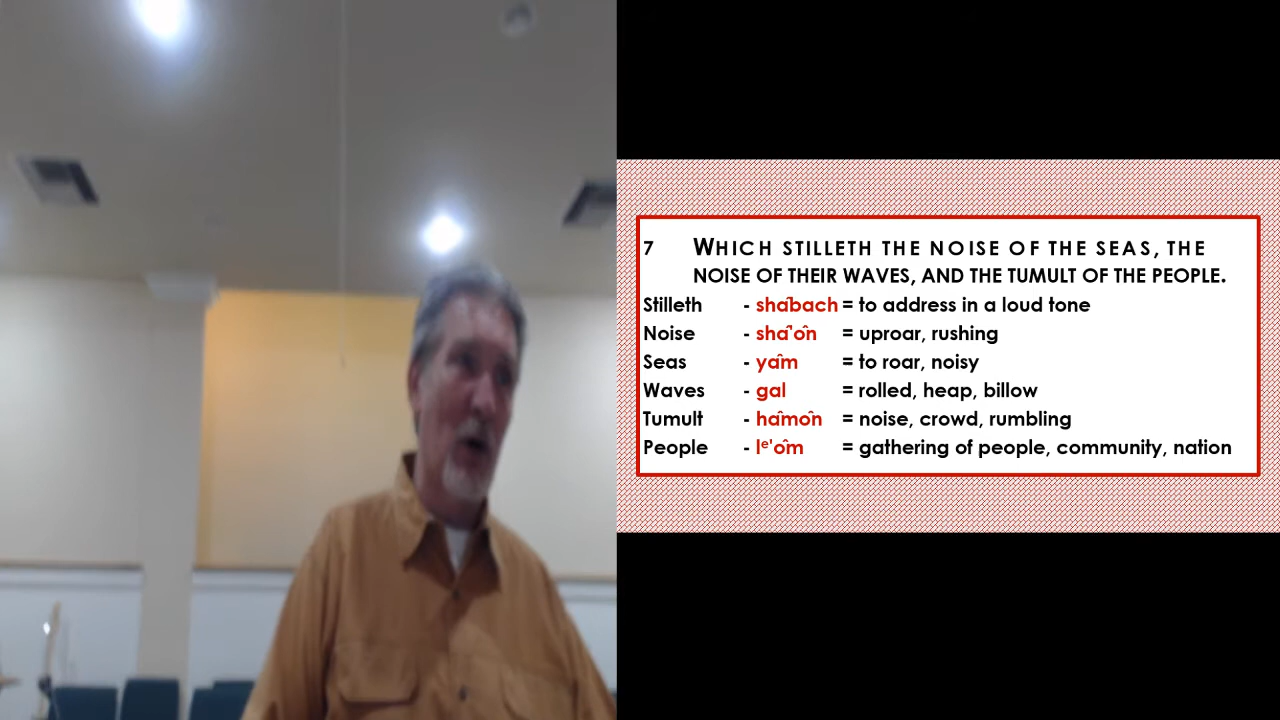 7 WHICH STILLETH THE NOISE OF THE SEAS, THE
NOISE OF THEIR WAVES, AND THE TUMULT OF THE PEOPLE.
Stilleth - shâbach = to address in a loud tone
Noise - shâ'ôn = uproar, rushing
Seas - yâm = to roar, noisy
Waves - gal = rolled, heap, billow
Tumult - hâmôn = noise, crowd, rumbling
People - lᵉ'ôm = gathering of people, community, nation